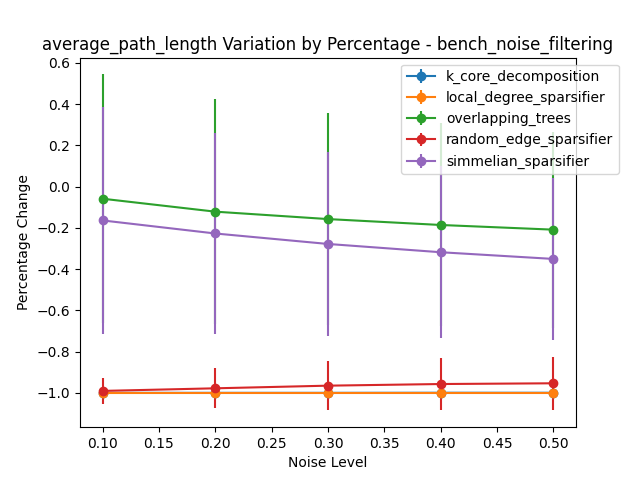 average_path_length Variation by Percentage - bench_noise_filtering
k_core_decomposition
local_degree_sparsifier
overlapping_trees
random_edge_sparsifier
simmelian_sparsifier
Percentage Change
0.6
0.4
0.2
0.0
−0.2
−0.4
−0.6
−0.8
−1.0
0.10
0.15
0.20
0.25
0.30
0.35
0.40
0.45
0.50
Noise Level